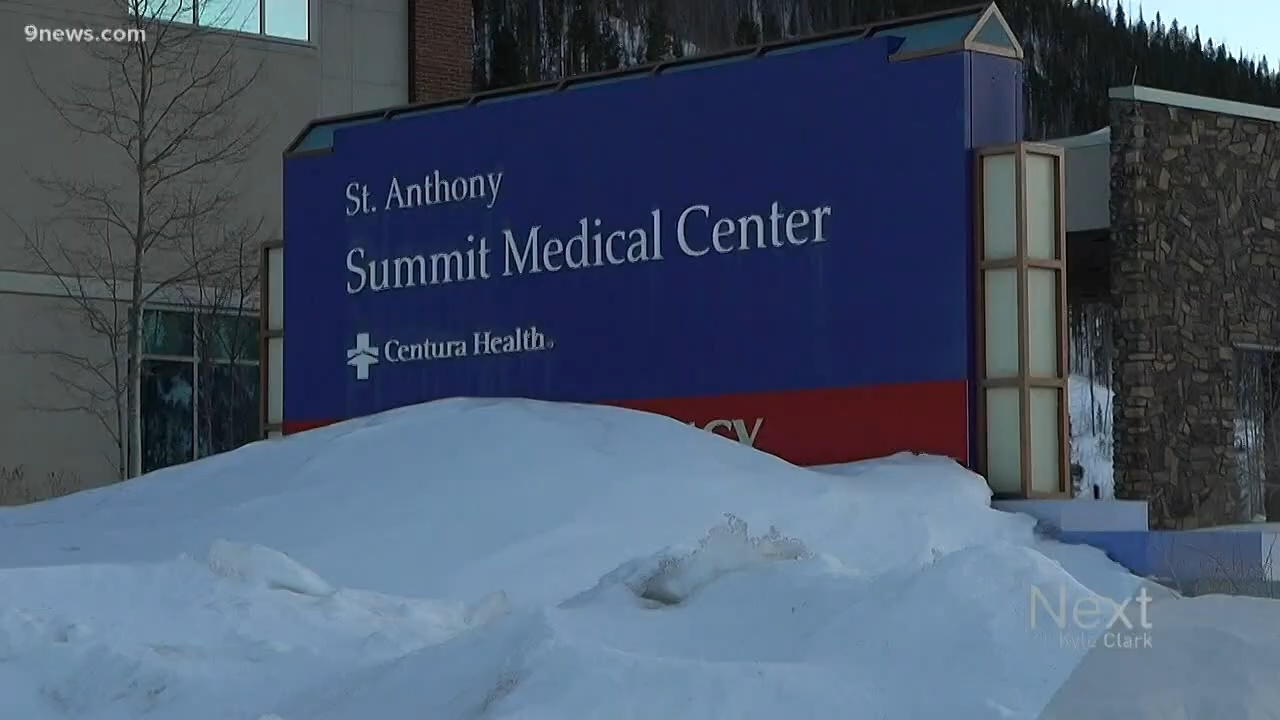 9news.com
St. Anthony
Summit Medical Center
Centura Health
Next
Kyle Clark